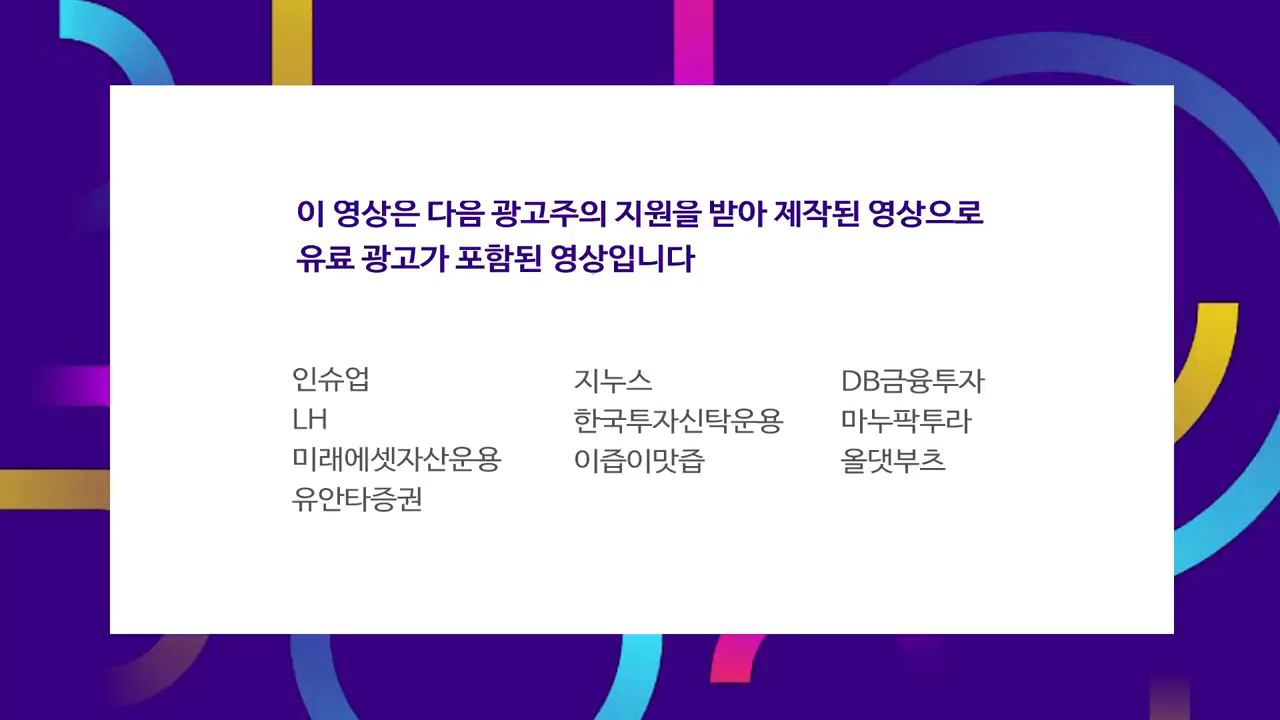 이 영상은 다음 광고주의 지원을 받아 제작된 영상으로
유료 광고가 포함된 영상입니다
인슈업
LH
미래에셋자산운용
유안타증권
지누스
한국투자신탁운용
이즙이맛즙
DB금융투자
마누팍투라
올댓부츠